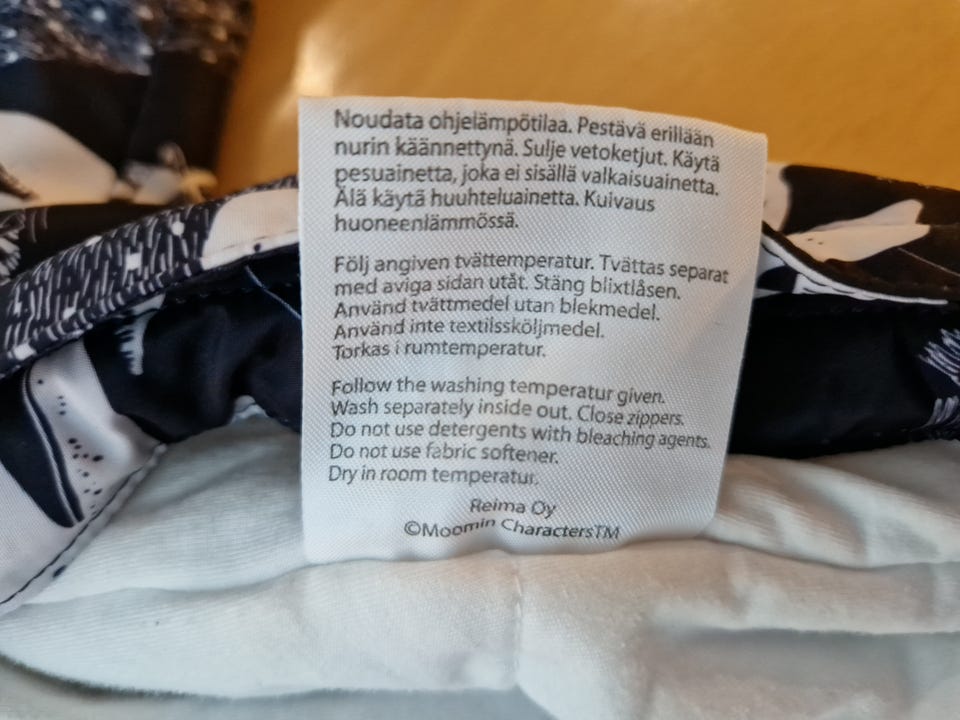 Noudata ohjelämpötilaa. Pestävä erillään
nurin käännettynä. Sulje vetoketjut. Käytä
pesuainetta, joka ei sisällä valkaisuainetta.
Älä käytä huuhteluainetta. Kuivaus
huoneenlämmössä.
Följ angiven tvättemperatur. Tvättas separat
med aviga sidan utåt. Stäng blixtlåsen.
Använd tvättmedel utan blekmedel.
Använd inte textilssköljmedel.
Torkas i rumtemperatur.
Follow the washing temperatur given.
Wash separately inside out. Close zippers.
Do not use detergents with bleaching agents.
Do not use fabric softener.
Dry in room temperatur.
Reima Oy
©Moomin Characters™